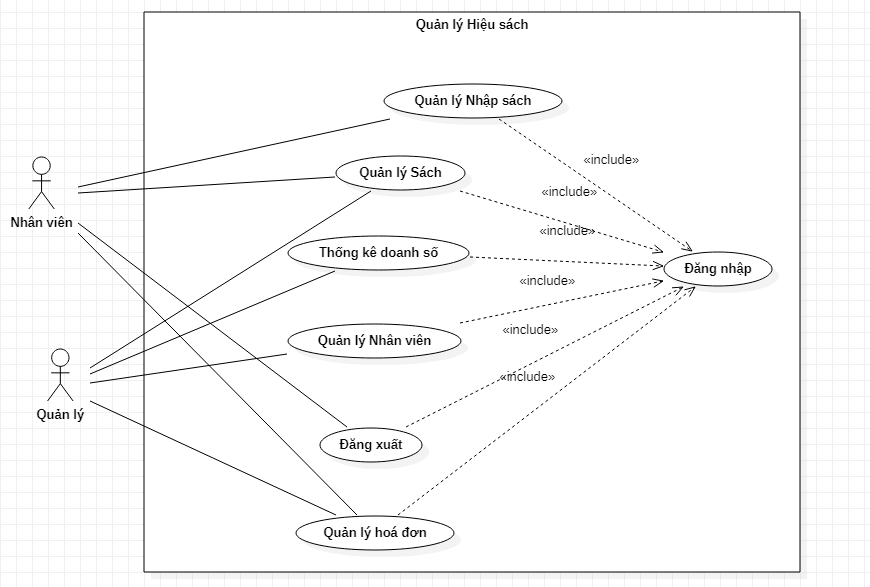 Quản lý Hiệu sách
Quản lý Nhập sách
«include»
Quản lý Sách
«include»
Nhân viên
«include»
Thống kê doanh số
Đăng nhập
«include»
«include»
Quản lý Nhân viên
«include»
Quản lý
Đăng xuất
Quản lý hoá đơn